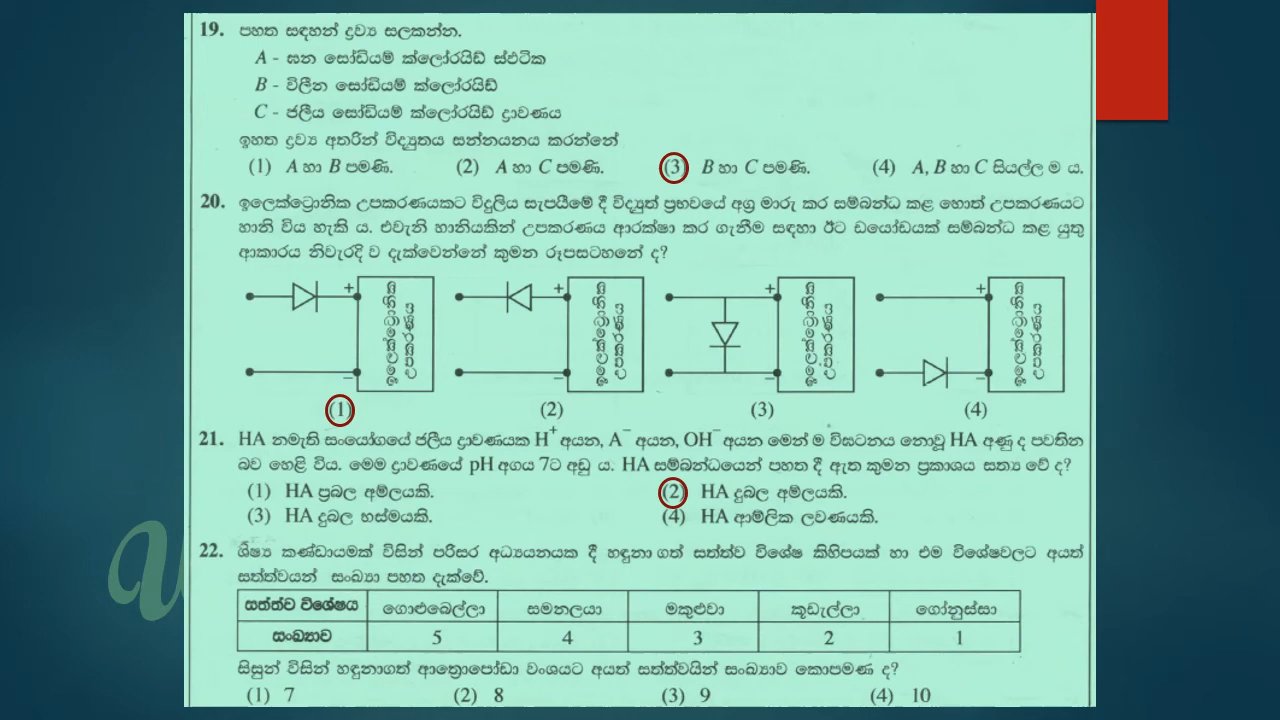 19. පහත සඳහන් ද්‍රව්‍ය සලකන්න.
A - ඝන සෝඩියම් ක්ලෝරයිඩ් ස්ඵටික
B - විලීන සෝඩියම් ක්ලෝරයිඩ්
C - ජලීය සෝඩියම් ක්ලෝරයිඩ් ද්‍රාවණය
ඉහත ද්‍රව්‍ය අතරින් විද්‍යුතය සන්නයනය කරන්නේ
(1) A හා B පමණි. (2) A හා C පමණි. (3) B හා C පමණි. (4) A, B හා C සියල්ල ම ය.
20. ඉලෙක්ට්‍රොනික උපකරණයකට විදුලිය සැපයීමේ දී විද්‍යුත් ප්‍රභවයේ අග්‍ර මාරු කර සම්බන්ධ කළ හොත් උපකරණයට
හානි විය හැකි ය. එවැනි හානියකින් උපකරණය ආරක්ෂා කර ගැනීම සඳහා ඊට ඩයෝඩයක් සම්බන්ධ කළ යුතු
ආකාරය නිවැරදි ව දැක්වෙන්නේ කුමන රූපසටහනේ ද?
+ + + +
ඉලෙක්ට්‍රොනික උපකරණය ඉලෙක්ට්‍රොනික උපකරණය ඉලෙක්ට්‍රොනික උපකරණය ඉලෙක්ට්‍රොනික උපකරණය
− − − −
(1) (2) (3) (4)
21. HA නමැති සංයෝගයේ ජලීය ද්‍රාවණයක H⁺ අයන, A⁻ අයන, OH⁻ අයන මෙන් ම විඝටනය නොවූ HA අණු ද පවතින
බව හෙළි විය. මෙම ද්‍රාවණයේ pH අගය 7ට අඩු ය. HA සම්බන්ධයෙන් පහත දී ඇති කුමන ප්‍රකාශය සත්‍ය වේ ද?
(1) HA ප්‍රබල අම්ලයකි. (2) HA දුබල අම්ලයකි.
(3) HA දුබල භස්මයකි. (4) HA ආම්ලික ලවණයකි.
22. ශිෂ්‍ය කණ්ඩායමක් විසින් පරිසර අධ්‍යයනයක දී හඳුනා ගත් සත්ත්ව විශේෂ කිහිපයක් හා එම විශේෂවලට අයත්
සත්ත්වයන් සංඛ්‍යා පහත දැක්වේ.
සත්ත්ව විශේෂය ගොළුබෙල්ලා සමනලයා මකුළුවා කූඩැල්ලා ගෝනුස්සා
සංඛ්‍යාව 5 4 3 2 1
සිසුන් විසින් හඳුනාගත් ආත්‍රොපෝඩා වංශයට අයත් සත්ත්වයින් සංඛ්‍යාව කොපමණ ද?
(1) 7 (2) 8 (3) 9 (4) 10